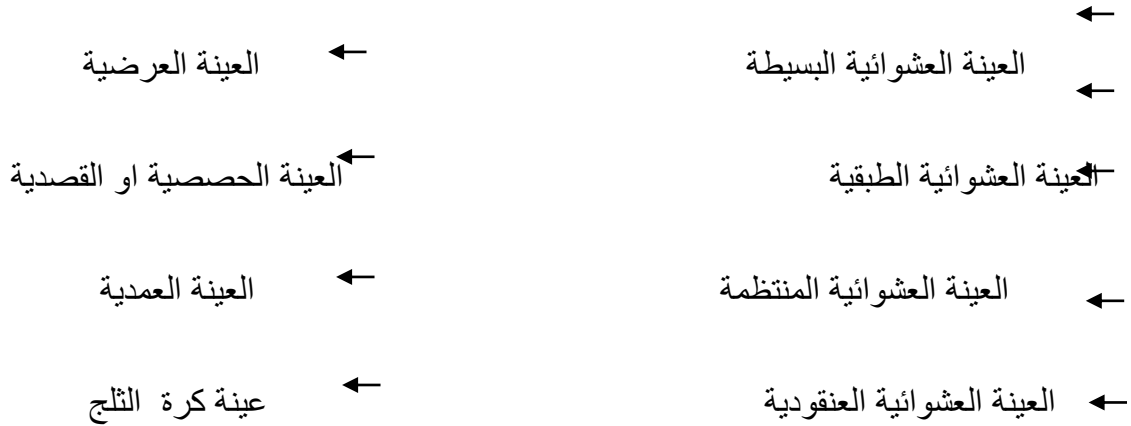 العينة العشوائية البسيطة
العينة العرضية
العينة العشوائية الطبقية
العينة الحصصية او القصدية
العينة العشوائية المنتظمة
العينة العمدية
العينة العشوائية العنقودية
عينة كرة الثلج